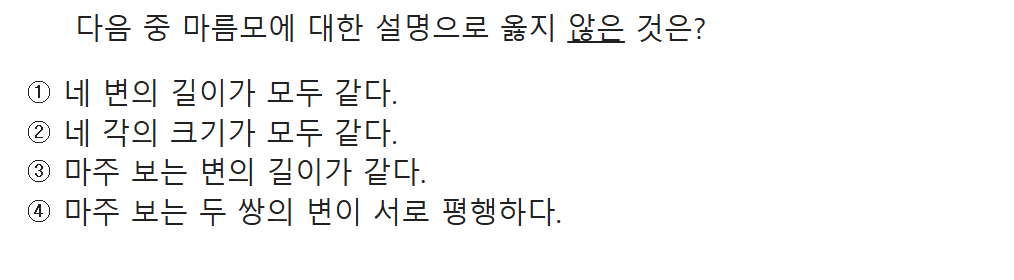 다음 중 마름모에 대한 설명으로 옳지 않은 것은?
① 네 변의 길이가 모두 같다.
② 네 각의 크기가 모두 같다.
③ 마주 보는 변의 길이가 같다.
④ 마주 보는 두 쌍의 변이 서로 평행하다.